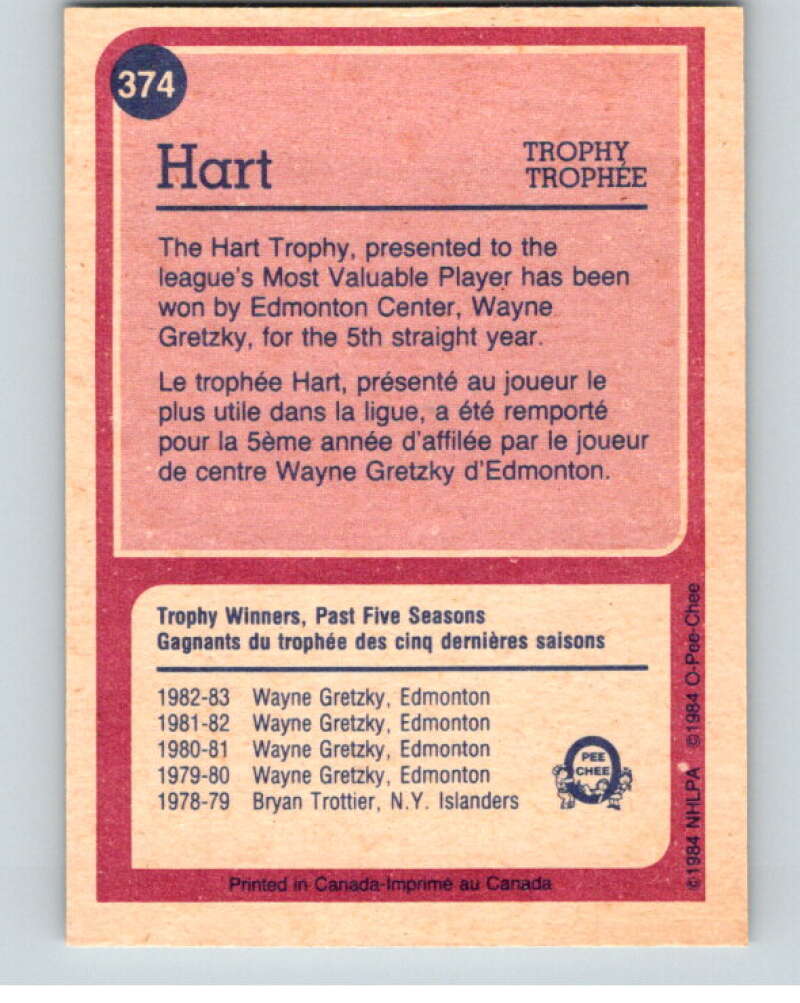 374
Hart
TROPHY
TROPHÉE
The Hart Trophy, presented to the
league's Most Valuable Player has been
won by Edmonton Center, Wayne
Gretzky, for the 5th straight year.
Le trophée Hart, présenté au joueur le
plus utile dans la ligue, a été remporté
pour la 5ème année d'affilée par le joueur
de centre Wayne Gretzky d'Edmonton.
Trophy Winners, Past Five Seasons
Gagnants du trophée des cinq dernières saisons
1982-83 Wayne Gretzky, Edmonton
1981-82 Wayne Gretzky, Edmonton
1980-81 Wayne Gretzky, Edmonton
1979-80 Wayne Gretzky, Edmonton
1978-79 Bryan Trottier, N.Y. Islanders
PEE
CHEE
Printed in Canada-Imprimé au Canada
©1984 NHLPA ©1984 O-Pee-Chee